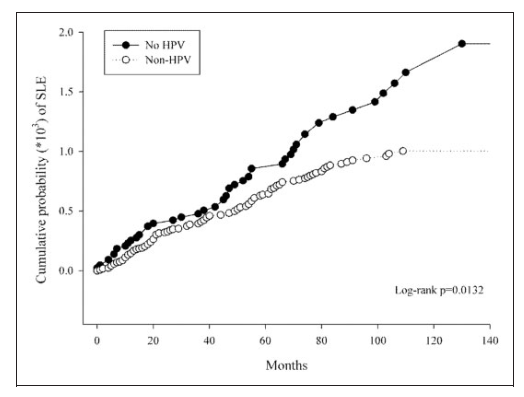 2.0
1.5
1.0
0.5
0.0
Cumulative probability (*10³) of SLE
No HPV
Non-HPV
Log-rank p=0.0132
0 20 40 60 80 100 120 140
Months